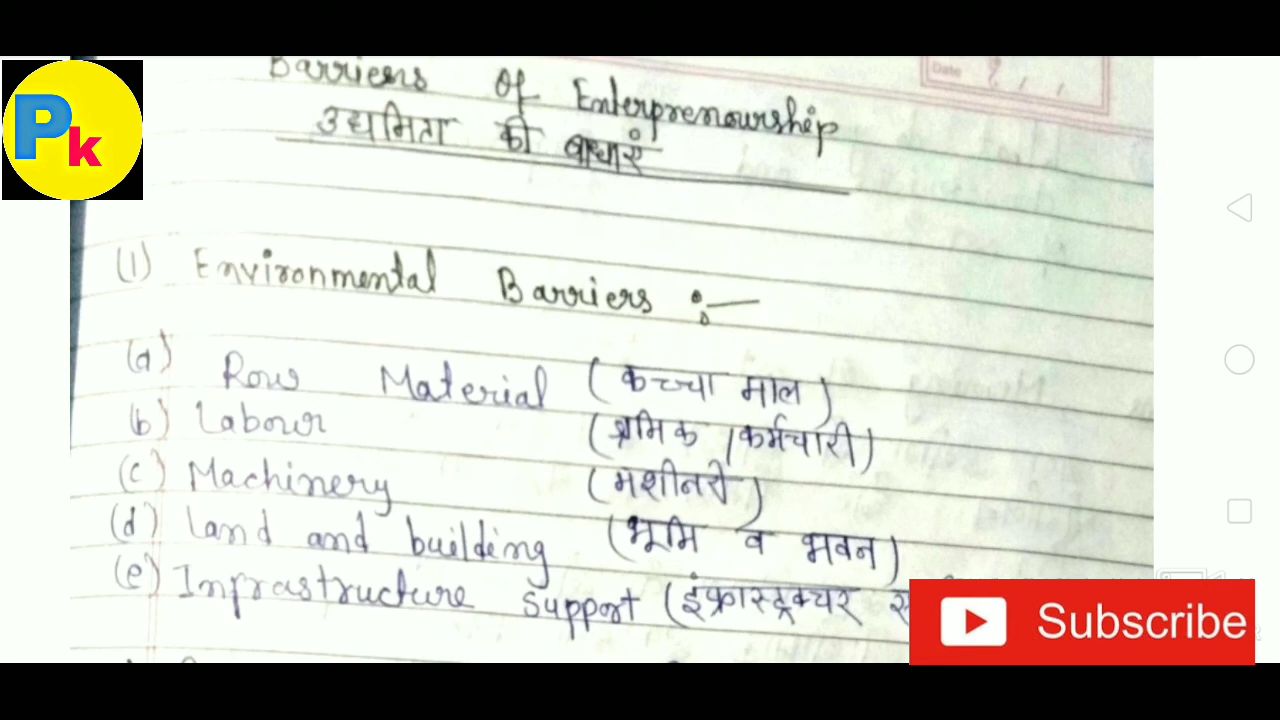 Pk
Date
Barriers of Enterprenourship
उद्यमिता की बाधाएं
(1) Environmental Barriers :—
(a) Row Material (कच्चा माल)
(b) Labour (श्रमिक /कर्मचारी)
(c) Machinery (मशीनरी)
(d) Land and building (भूमि व भवन)
(e) Infrastructure Support (इंफ्रास्ट्रक्चर
Subscribe